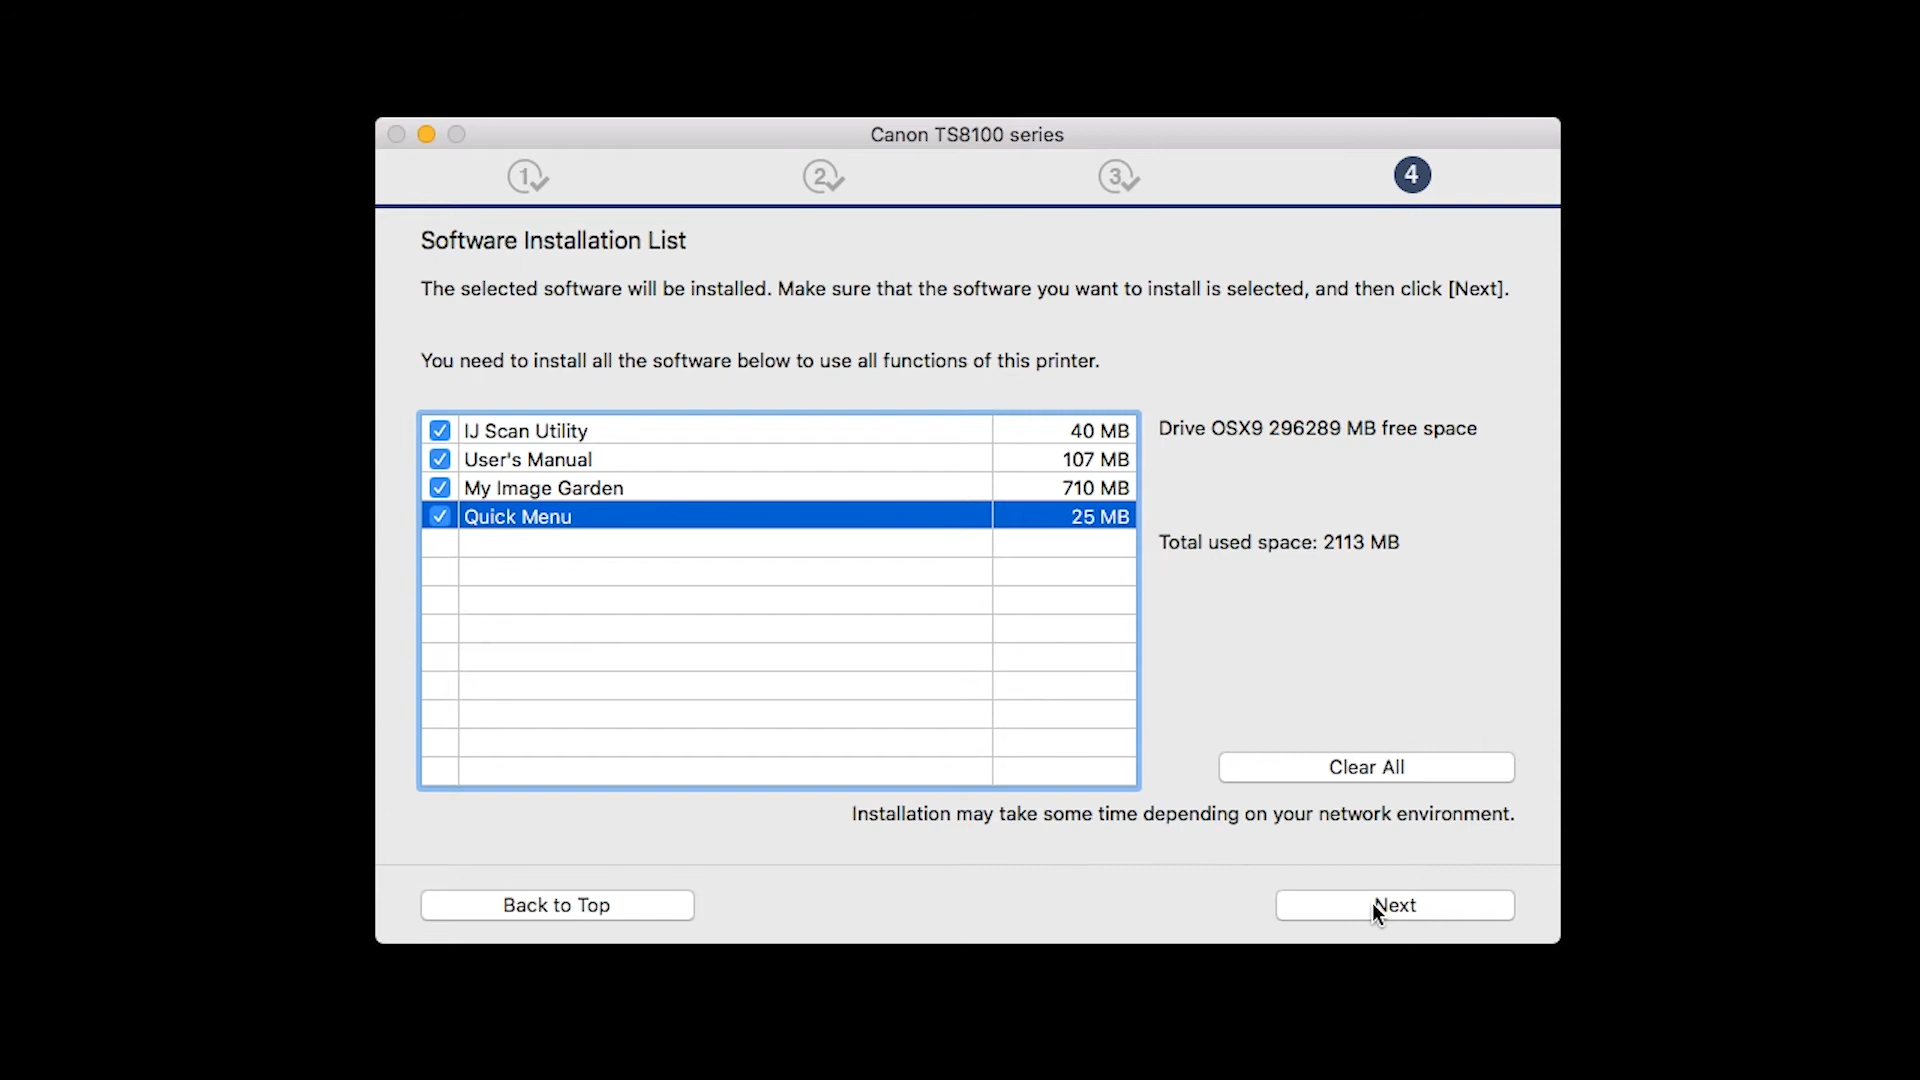 Canon TS8100 series
1 2 3 4
Software Installation List
The selected software will be installed. Make sure that the software you want to install is selected, and then click [Next].
You need to install all the software below to use all functions of this printer.
IJ Scan Utility 40 MB
User's Manual 107 MB
My Image Garden 710 MB
Quick Menu 25 MB
Drive OSX9 296289 MB free space
Total used space: 2113 MB
Clear All
Installation may take some time depending on your network environment.
Back to Top
Next